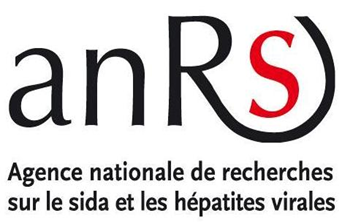 anRS
Agence nationale de recherches
sur le sida et les hépatites virales